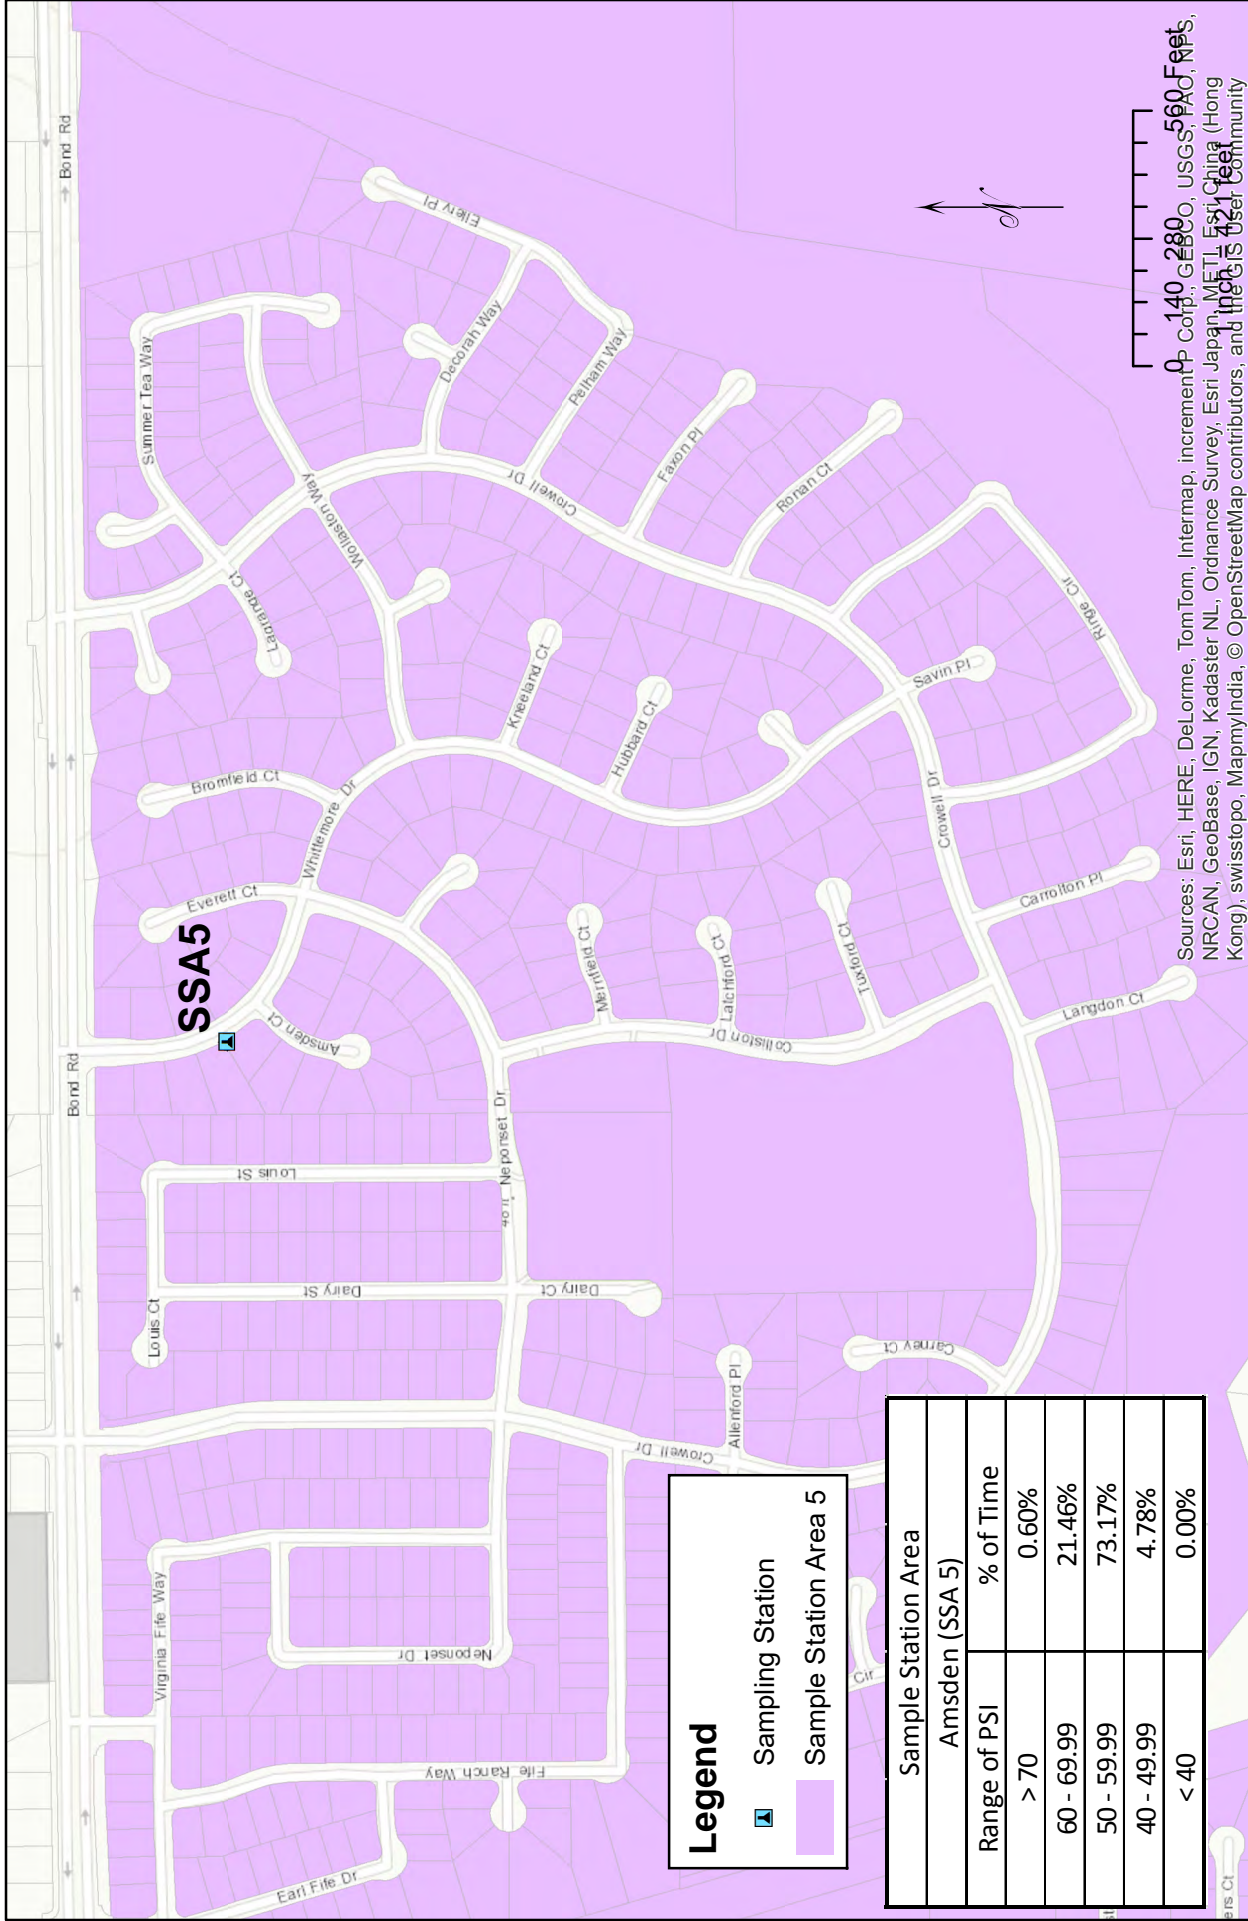 Bond Rd
Bond Rd
Summer Tea Way
Ellery Pl
Decorah Way
Pelham Way
Wollaston Way
Lagrange Ct
Crowell Dr
Faxon Pl
Ronan Ct
Ringe Cir
Savin Pl
Kneeland Ct
Hubbard Ct
Bromfield Ct
Whittemore Dr
Everett Ct
SSA5
Amsden Ct
Merrifield Ct
Latchford Ct
Tuxford Ct
Colliston Dr
Crowell Dr
Carrolton Pl
Langdon Ct
Neponset Dr
Louis St
Louis Ct
Dairy St
Dairy Ct
Allenford Pl
Carney Ct
Crowell Dr
Virginia Fife Way
Neponset Dr
Fife Ranch Way
Earl Fife Dr
Cir
ers Ct
st
N
0 140 280 560 Feet
1 inch = 421 feet
Sources: Esri, HERE, DeLorme, TomTom, Intermap, increment P Corp., GEBCO, USGS, FAO, NPS,
NRCAN, GeoBase, IGN, Kadaster NL, Ordnance Survey, Esri Japan, METI, Esri China (Hong
Kong), swisstopo, MapmyIndia, © OpenStreetMap contributors, and the GIS User Community
Legend
Sampling Station
Sample Station Area 5
Sample Station Area
Amsden (SSA 5)
Range of PSI % of Time
> 70 0.60%
60 - 69.99 21.46%
50 - 59.99 73.17%
40 - 49.99 4.78%
< 40 0.00%